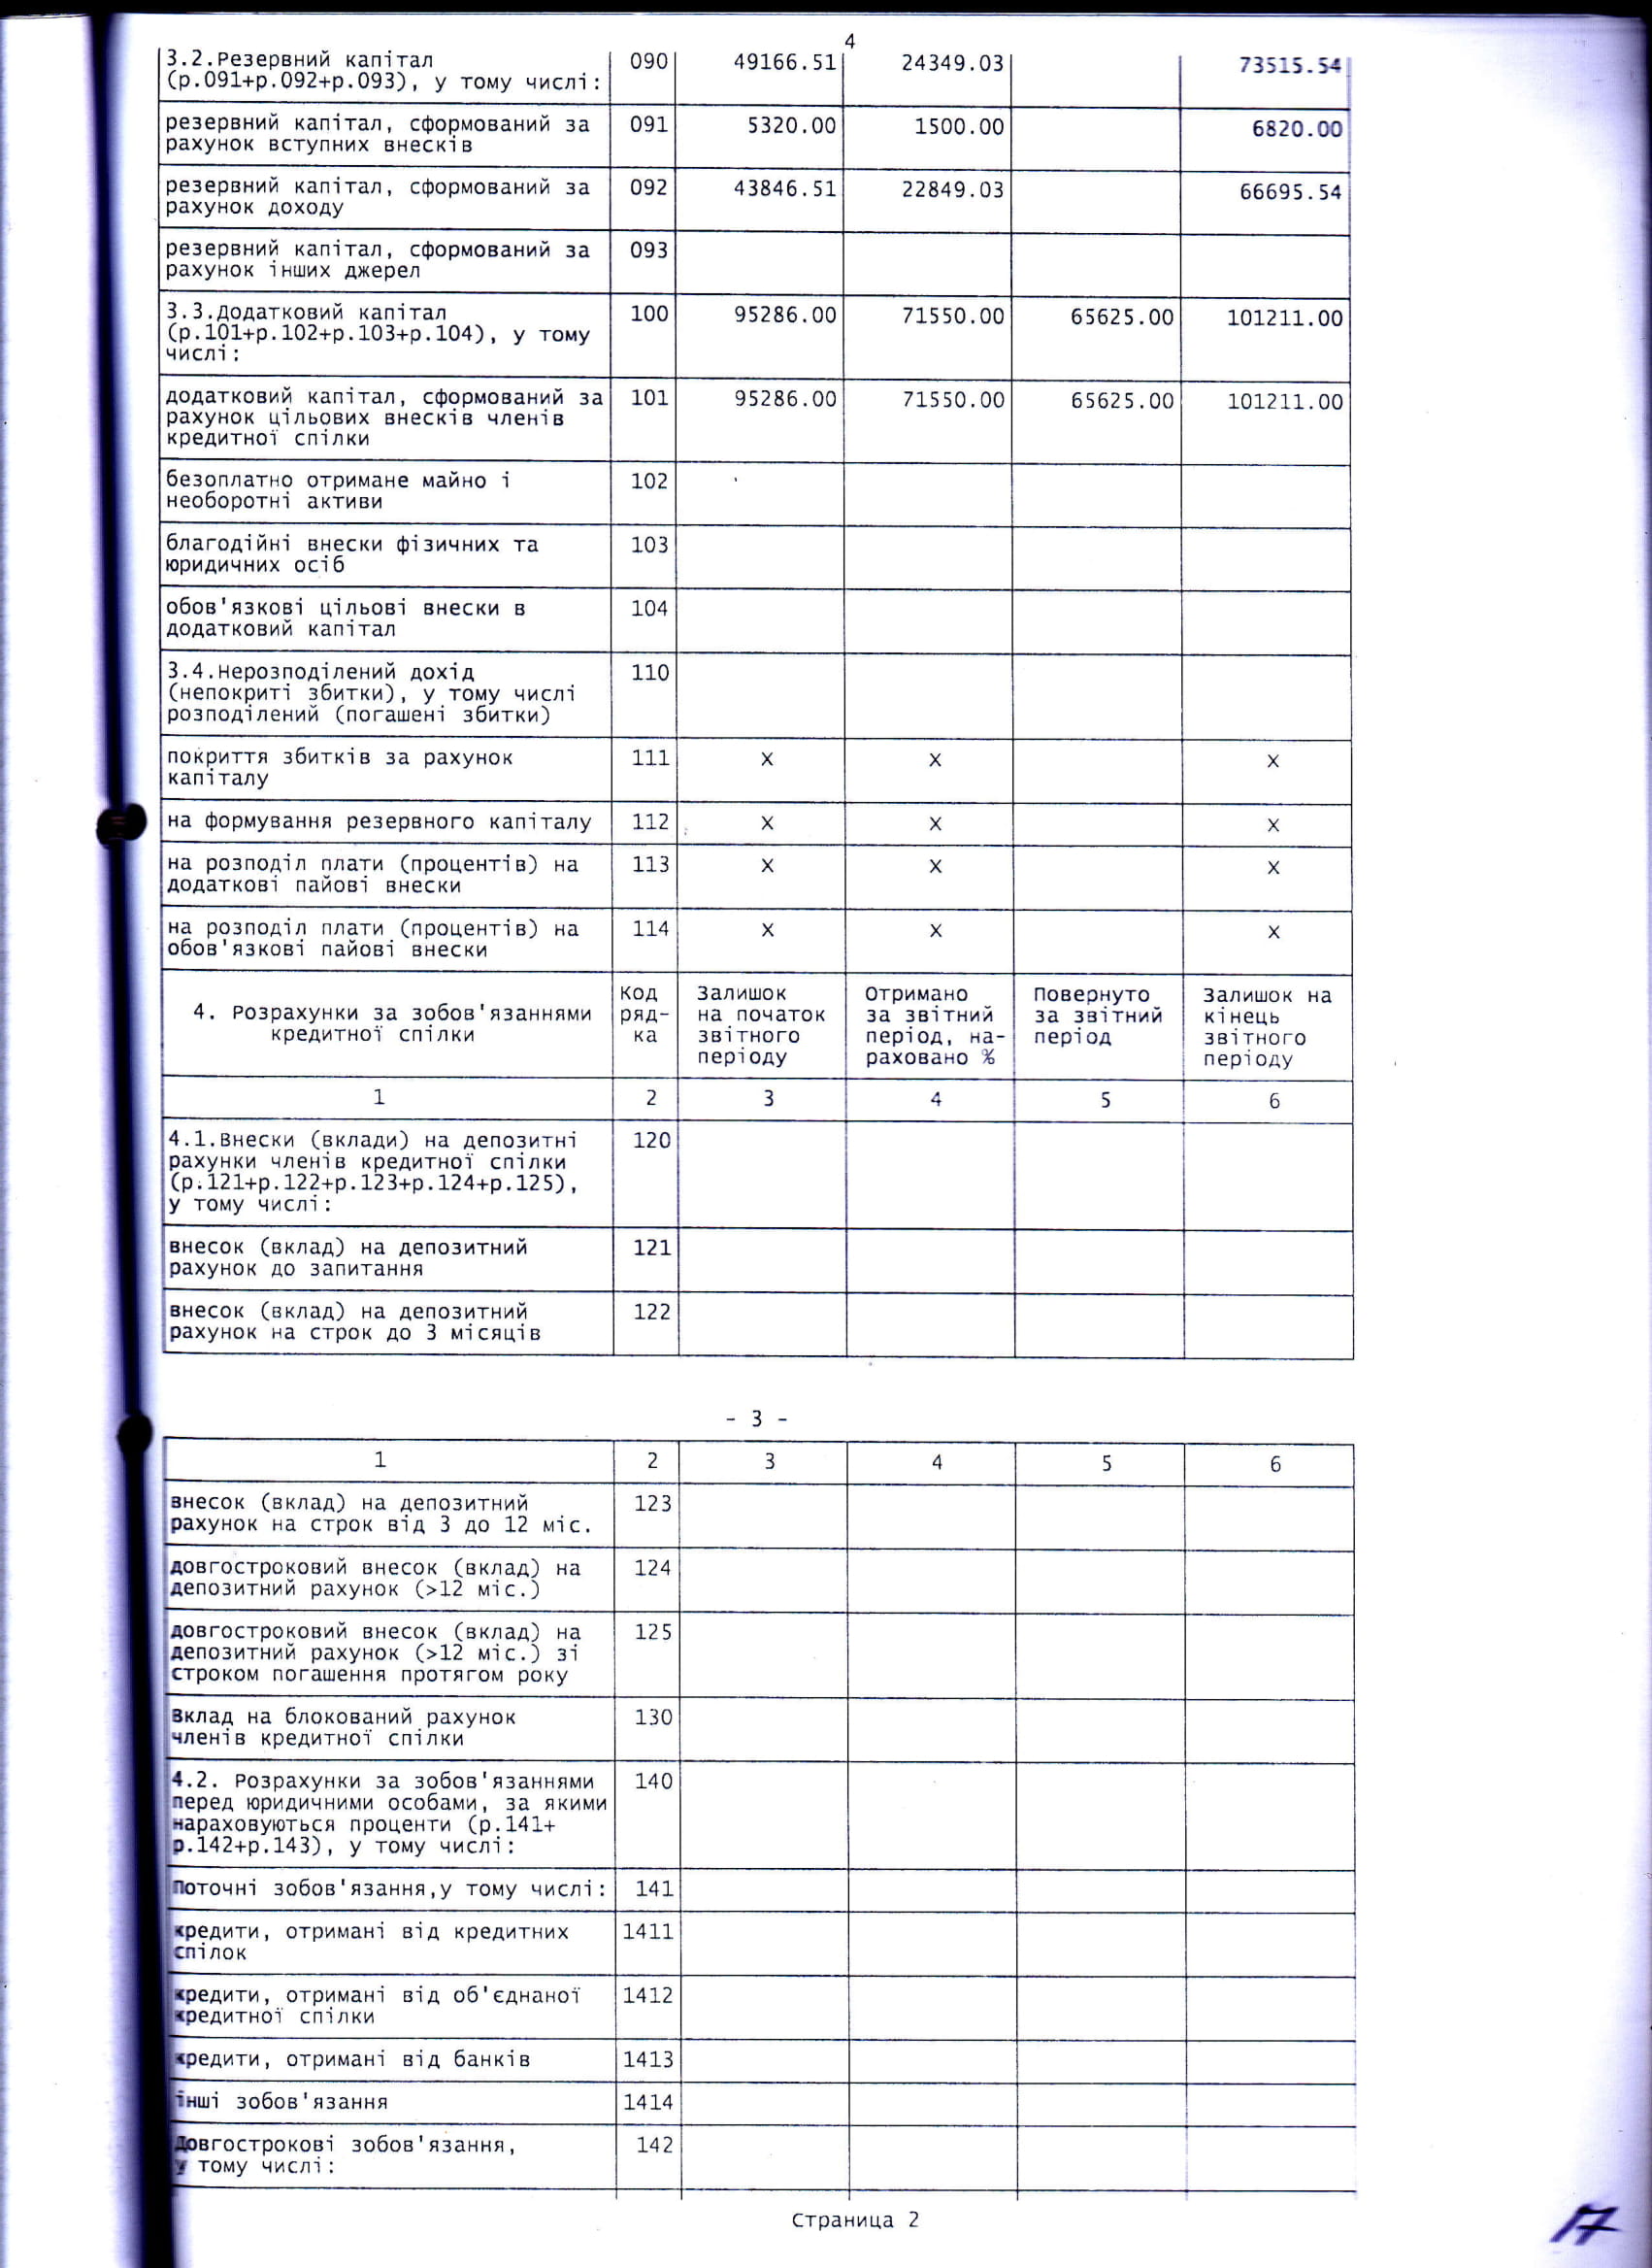 4
3.2.Резервний капітал 090 49166.51 24349.03 73515.54
(р.091+р.092+р.093), у тому числі:
резервний капітал, сформований за 091 5320.00 1500.00 6820.00
рахунок вступних внесків
резервний капітал, сформований за 092 43846.51 22849.03 66695.54
рахунок доходу
резервний капітал, сформований за 093
рахунок інших джерел
3.3.Додатковий капітал 100 95286.00 71550.00 65625.00 101211.00
(р.101+р.102+р.103+р.104), у тому
числі:
додатковий капітал, сформований за 101 95286.00 71550.00 65625.00 101211.00
рахунок цільових внесків членів
кредитної спілки
безоплатно отримане майно і 102
необоротні активи
благодійні внески фізичних та 103
юридичних осіб
обов'язкові цільові внески в 104
додатковий капітал
3.4.Нерозподілений дохід 110
(непокриті збитки), у тому числі
розподілений (погашені збитки)
покриття збитків за рахунок 111 X X X
капіталу
на формування резервного капіталу 112 X X X
на розподіл плати (процентів) на 113 X X X
додаткові пайові внески
на розподіл плати (процентів) на 114 X X X
обов'язкові пайові внески
4. Розрахунки за зобов'язаннями
кредитної спілки
Код
ряд-
ка
Залишок
на початок
звітного
періоду
Отримано
за звітний
період, на-
раховано %
Повернуто
за звітний
період
Залишок на
кінець
звітного
періоду
1 2 3 4 5 6
4.1.Внески (вклади) на депозитні 120
рахунки членів кредитної спілки
(р.121+р.122+р.123+р.124+р.125),
у тому числі:
внесок (вклад) на депозитний 121
рахунок до запитання
внесок (вклад) на депозитний 122
рахунок на строк до 3 місяців
- 3 -
1 2 3 4 5 6
внесок (вклад) на депозитний 123
рахунок на строк від 3 до 12 міс.
довгостроковий внесок (вклад) на 124
депозитний рахунок (>12 міс.)
довгостроковий внесок (вклад) на 125
депозитний рахунок (>12 міс.) зі
строком погашення протягом року
Вклад на блокований рахунок 130
членів кредитної спілки
4.2. Розрахунки за зобов'язаннями 140
перед юридичними особами, за якими
нараховуються проценти (р.141+
р.142+р.143), у тому числі:
Поточні зобов'язання,у тому числі: 141
кредити, отримані від кредитних 1411
спілок
кредити, отримані від об'єднаної 1412
кредитної спілки
кредити, отримані від банків 1413
інші зобов'язання 1414
Довгострокові зобов'язання, 142
у тому числі:
Страница 2
17